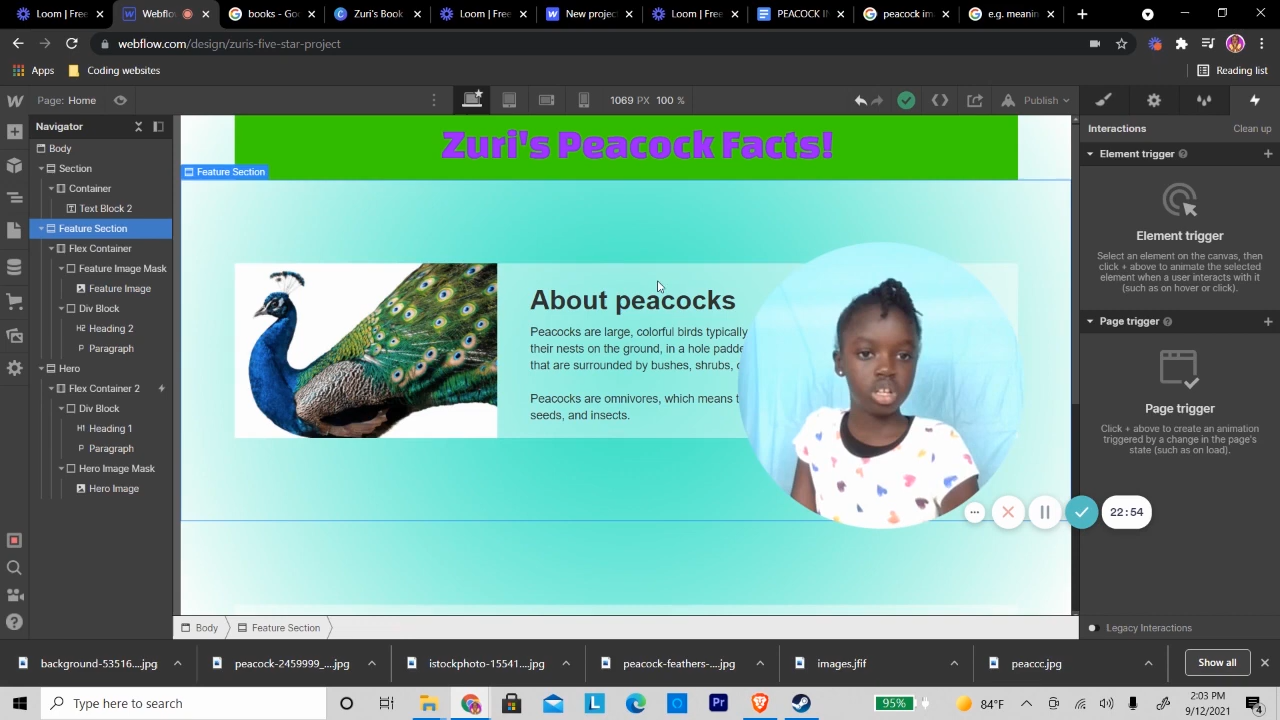 Loom | Free
Webflow
books - Goo
Zuri's Book
Loom | Free
New project
Loom | Free
PEACOCK IN
peacock ima
e.g. meaning
webflow.com/design/zuris-five-star-project
Apps
Coding websites
Reading list
Page: Home
1069 PX 100 %
Publish
Navigator
Body
Section
Container
Text Block 2
Feature Section
Flex Container
Feature Image Mask
Feature Image
Div Block
H2 Heading 2
P Paragraph
Hero
Flex Container 2
Div Block
H1 Heading 1
P Paragraph
Hero Image Mask
Hero Image
Zuri's Peacock Facts!
Feature Section
About peacocks
Peacocks are large, colorful birds typically
their nests on the ground, in a hole padde
that are surrounded by bushes, shrubs,
Peacocks are omnivores, which means t
seeds, and insects.
22:54
Interactions
Clean up
Element trigger
Element trigger
Select an element on the canvas, then
click + above to animate the selected
element when a user interacts with it
(such as on hover or click).
Page trigger
Page trigger
Click + above to create an animation
triggered by a change in the page's
state (such as on load).
Body
Feature Section
Legacy Interactions
background-53516....jpg
peacock-2459999_....jpg
istockphoto-15541....jpg
peacock-feathers-....jpg
images.jfif
peaccc.jpg
Show all
Type here to search
L
Pr
95%
84°F
2:03 PM
9/12/2021
4